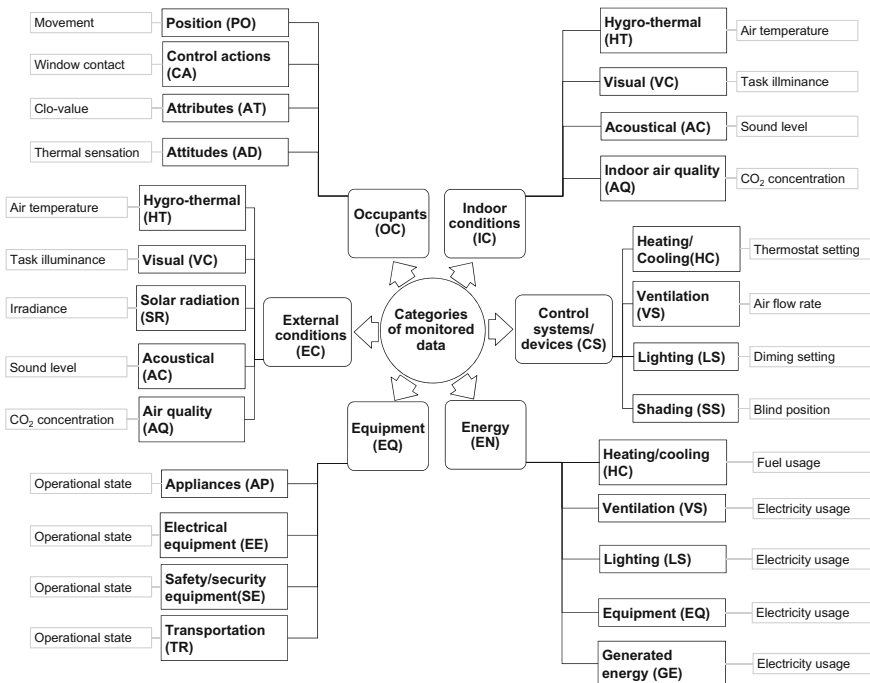 Movement
Position (PO)
Window contact
Control actions
(CA)
Clo-value
Attributes (AT)
Thermal sensation
Attitudes (AD)
Hygro-thermal
(HT)
Air temperature
Visual (VC)
Task illminance
Acoustical (AC)
Sound level
Indoor air quality
(AQ)
CO₂ concentration
Occupants
(OC)
Indoor
conditions
(IC)
Air temperature
Hygro-thermal
(HT)
Task illuminance
Visual (VC)
Irradiance
Solar radiation
(SR)
Sound level
Acoustical
(AC)
CO₂ concentration
Air quality
(AQ)
External
conditions
(EC)
Categories
of monitored
data
Control
systems/
devices (CS)
Heating/
Cooling(HC)
Thermostat setting
Ventilation
(VS)
Air flow rate
Lighting (LS)
Diming setting
Shading (SS)
Blind position
Equipment
(EQ)
Energy
(EN)
Operational state
Appliances (AP)
Operational state
Electrical
equipment (EE)
Operational state
Safety/security
equipment(SE)
Operational state
Transportation
(TR)
Heating/cooling
(HC)
Fuel usage
Ventilation (VS)
Electricity usage
Lighting (LS)
Electricity usage
Equipment (EQ)
Electricity usage
Generated
energy (GE)
Electricity usage